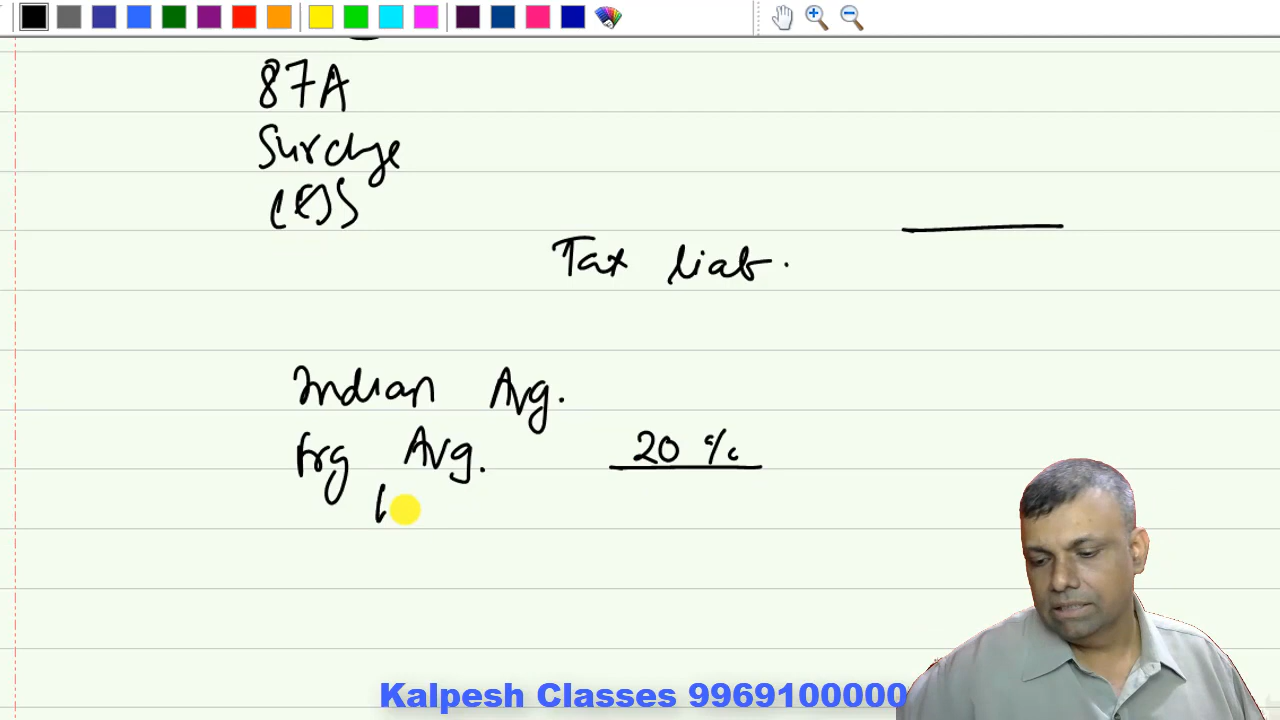 87A
Surchge
CESS
Tax liab.
Indian Avg.
Frg Avg. 20 %
Kalpesh Classes 9969100000